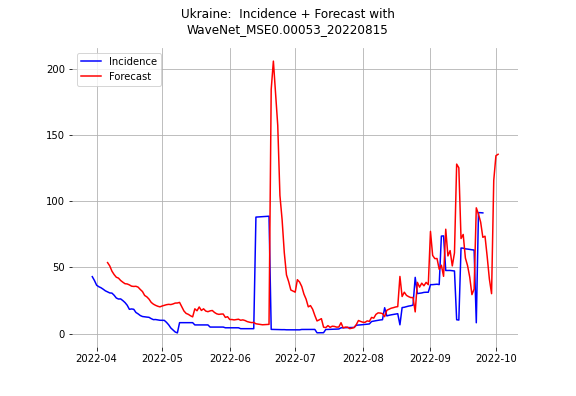 Ukraine:  Incidence + Forecast with
WaveNet_MSE0.00053_20220815
Incidence
Forecast
200
150
100
50
0
2022-04 2022-05 2022-06 2022-07 2022-08 2022-09 2022-10